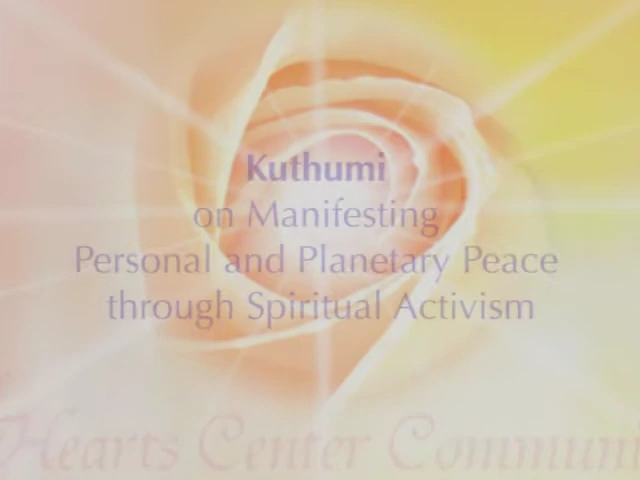 Kuthumi
on Manifesting
Personal and Planetary Peace
through Spiritual Activism
Hearts Center Communi